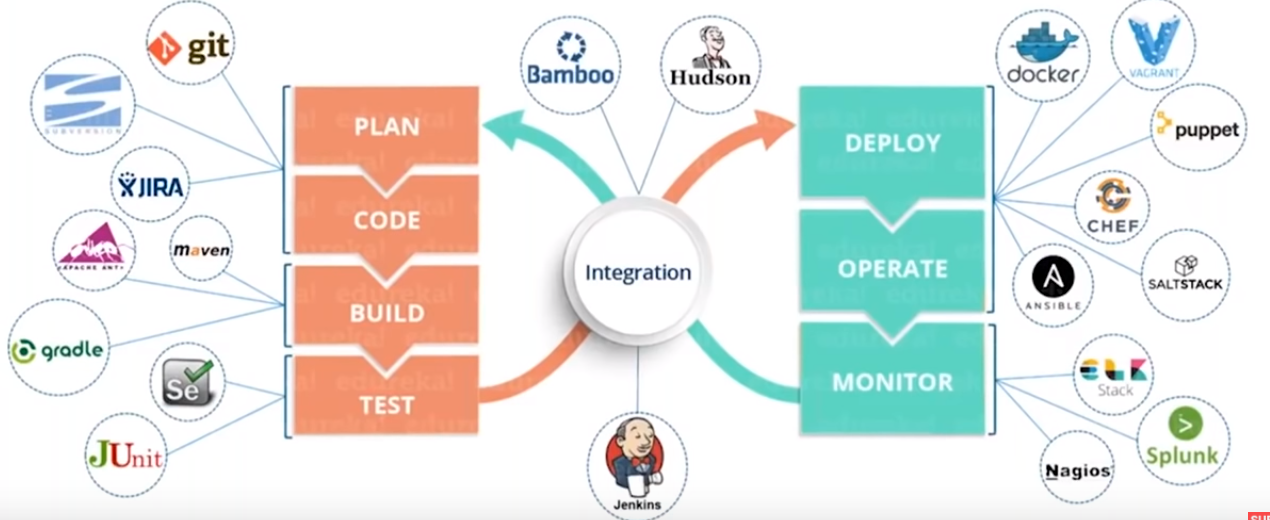 git
SUBVERSION
JIRA
APACHE ANT
maven
gradle
Se
JUnit
PLAN
CODE
BUILD
TEST
Bamboo
Hudson
Integration
Jenkins
DEPLOY
OPERATE
MONITOR
docker
VAGRANT
puppet
CHEF
SALTSTACK
A
ANSIBLE
ELK
Stack
Splunk
Nagios
edureka!